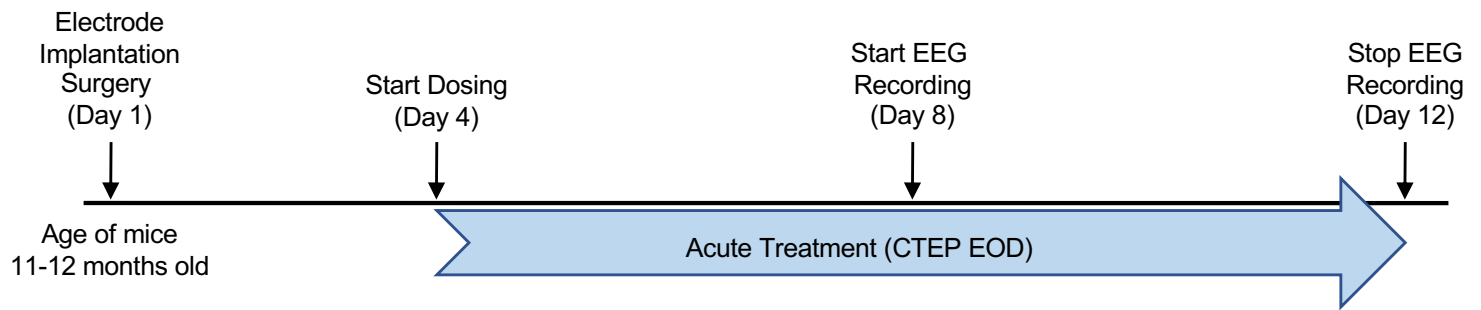 Electrode
Implantation
Surgery
(Day 1)
Start Dosing
(Day 4)
Start EEG
Recording
(Day 8)
Stop EEG
Recording
(Day 12)
Age of mice
11-12 months old
Acute Treatment (CTEP EOD)